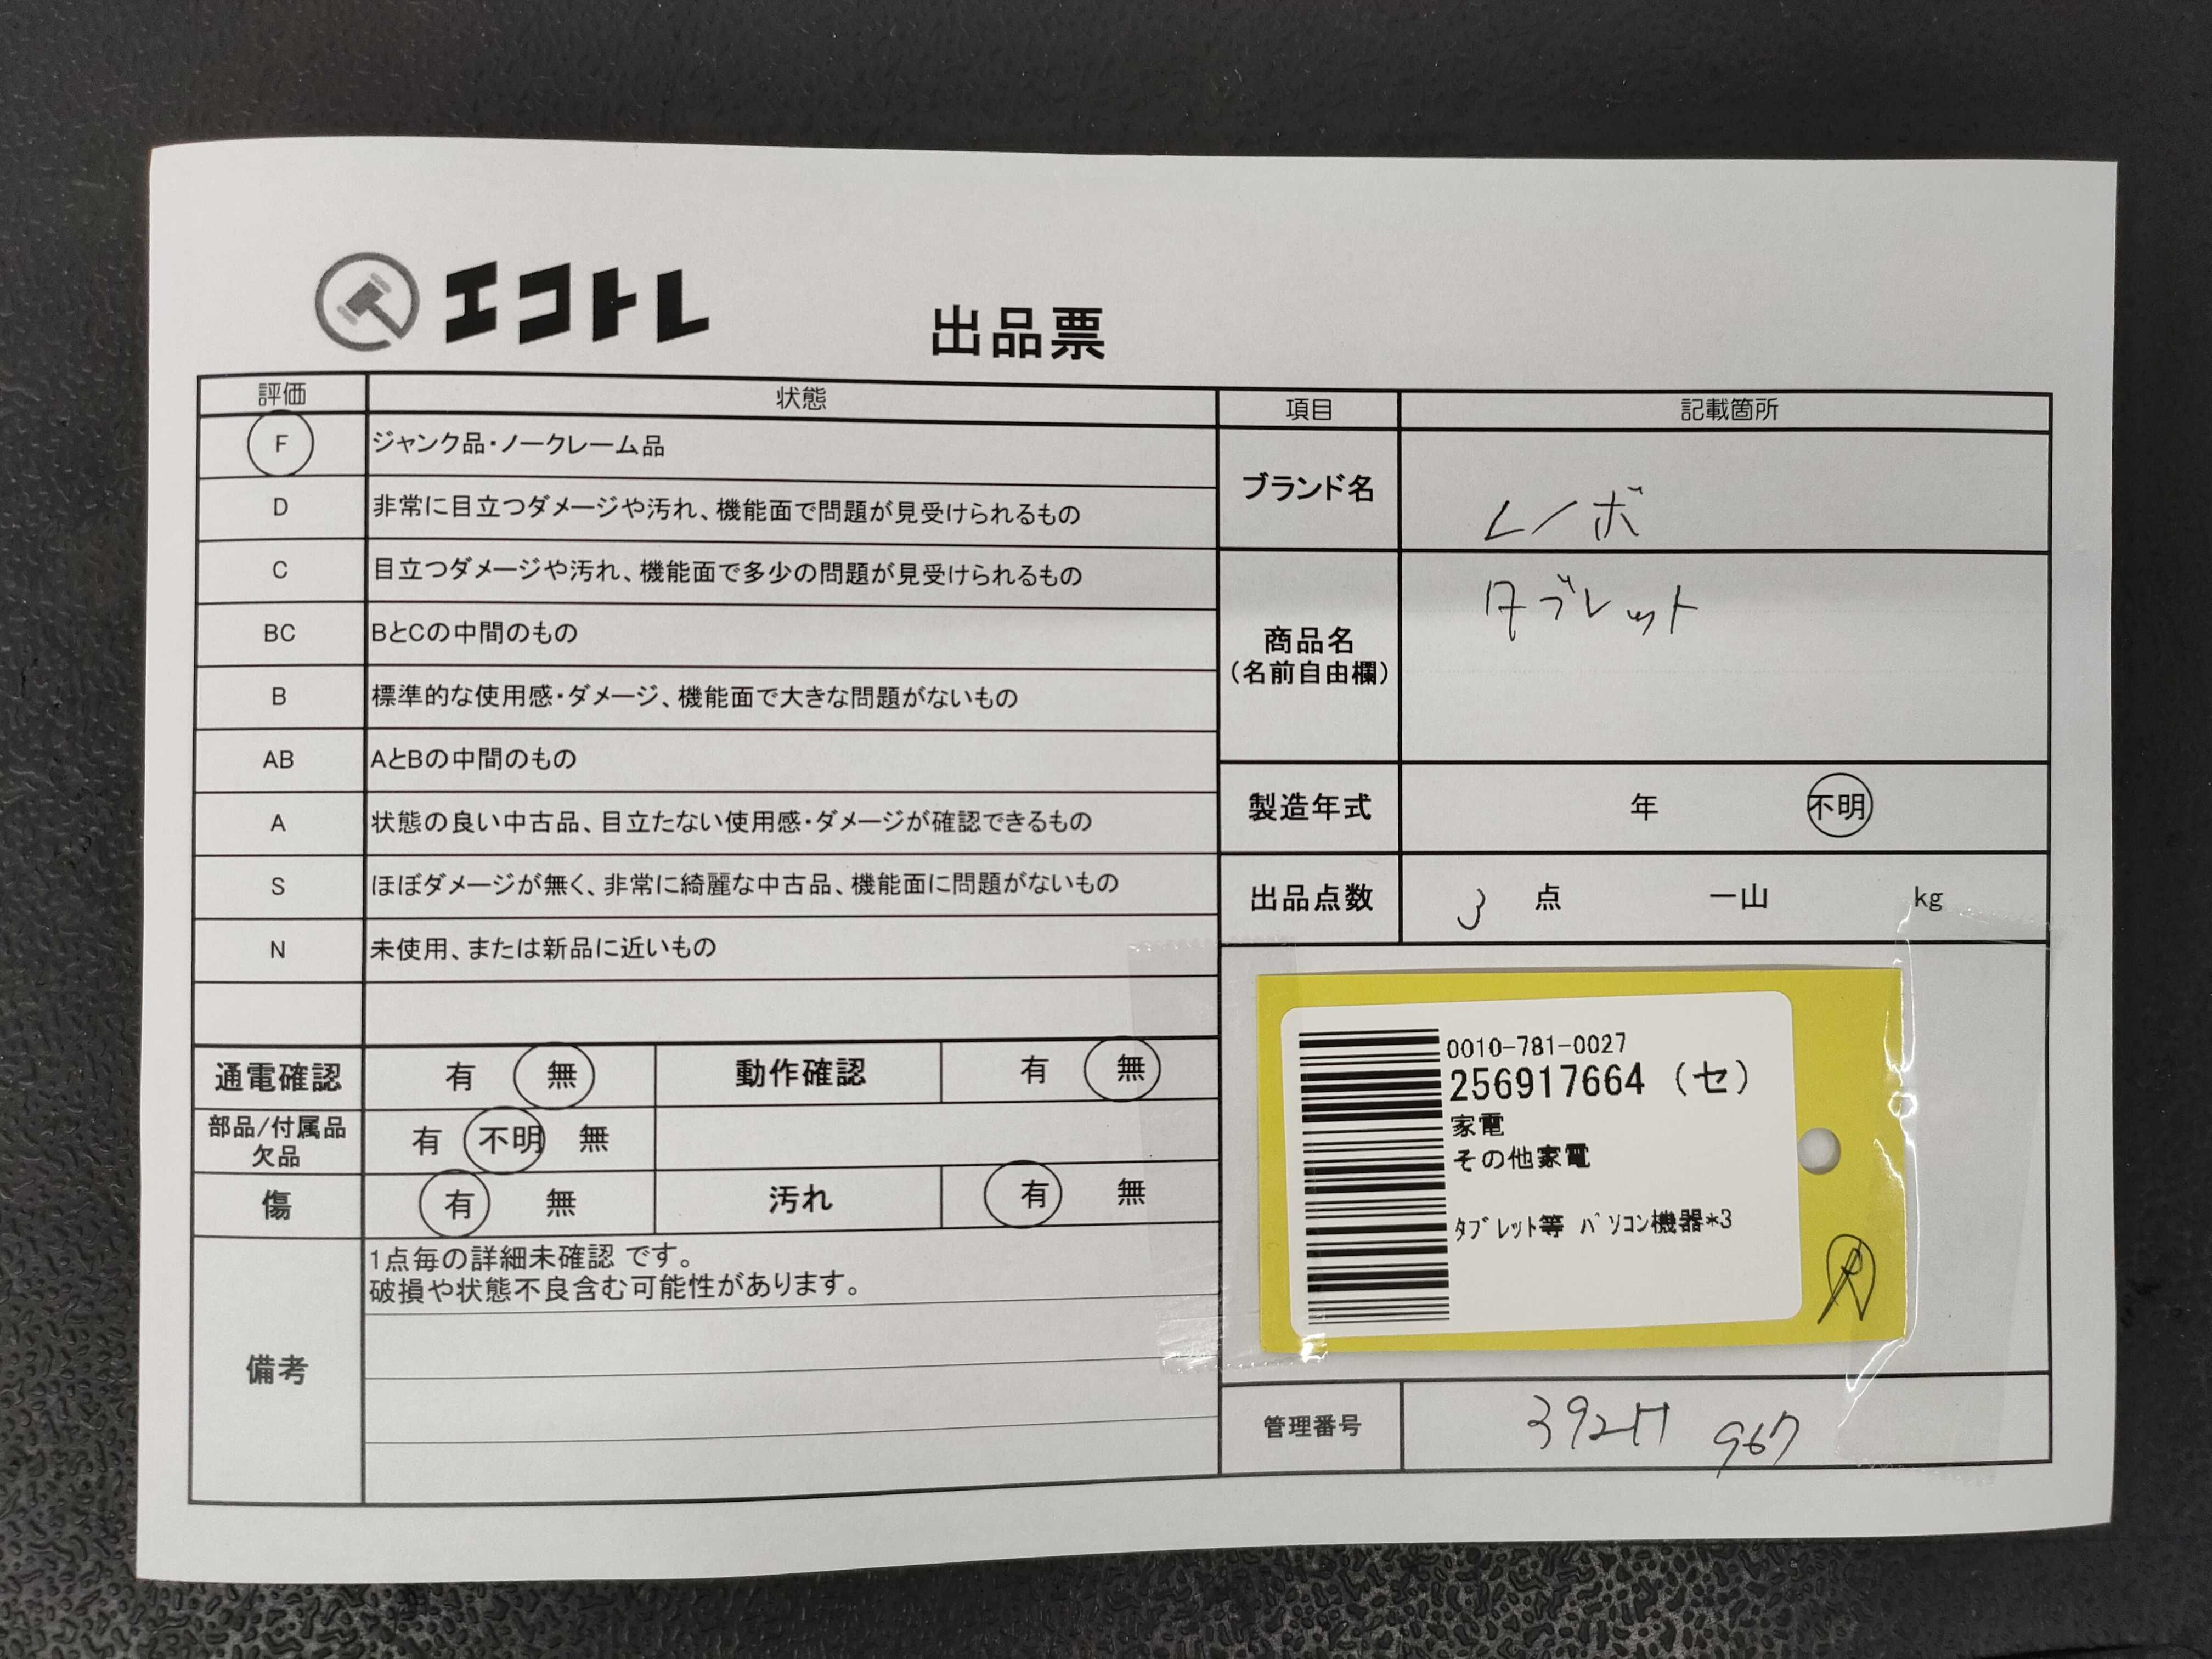 エコトレ
出品票
評価 状態
F ジャンク品・ノークレーム品
D 非常に目立つダメージや汚れ、機能面で問題が見受けられるもの
C 目立つダメージや汚れ、機能面で多少の問題が見受けられるもの
BC BとCの中間のもの
B 標準的な使用感・ダメージ、機能面で大きな問題がないもの
AB AとBの中間のもの
A 状態の良い中古品、目立たない使用感・ダメージが確認できるもの
S ほぼダメージが無く、非常に綺麗な中古品、機能面に問題がないもの
N 未使用、または新品に近いもの
通電確認 有 無 動作確認 有 無
部品/付属品 欠品 有 不明 無
傷 有 無 汚れ 有 無
備考
1点毎の詳細未確認 です。
破損や状態不良含む可能性があります。
項目 記載箇所
ブランド名 レノボ
商品名 タブレット
(名前自由欄)
製造年式 年 不明
出品点数 3 点 一山 kg
0010-781-0027
256917664 (セ)
家電
その他家電
ﾀﾌﾞﾚｯﾄ等 ﾊﾟｿｺﾝ機器*3
管理番号 967